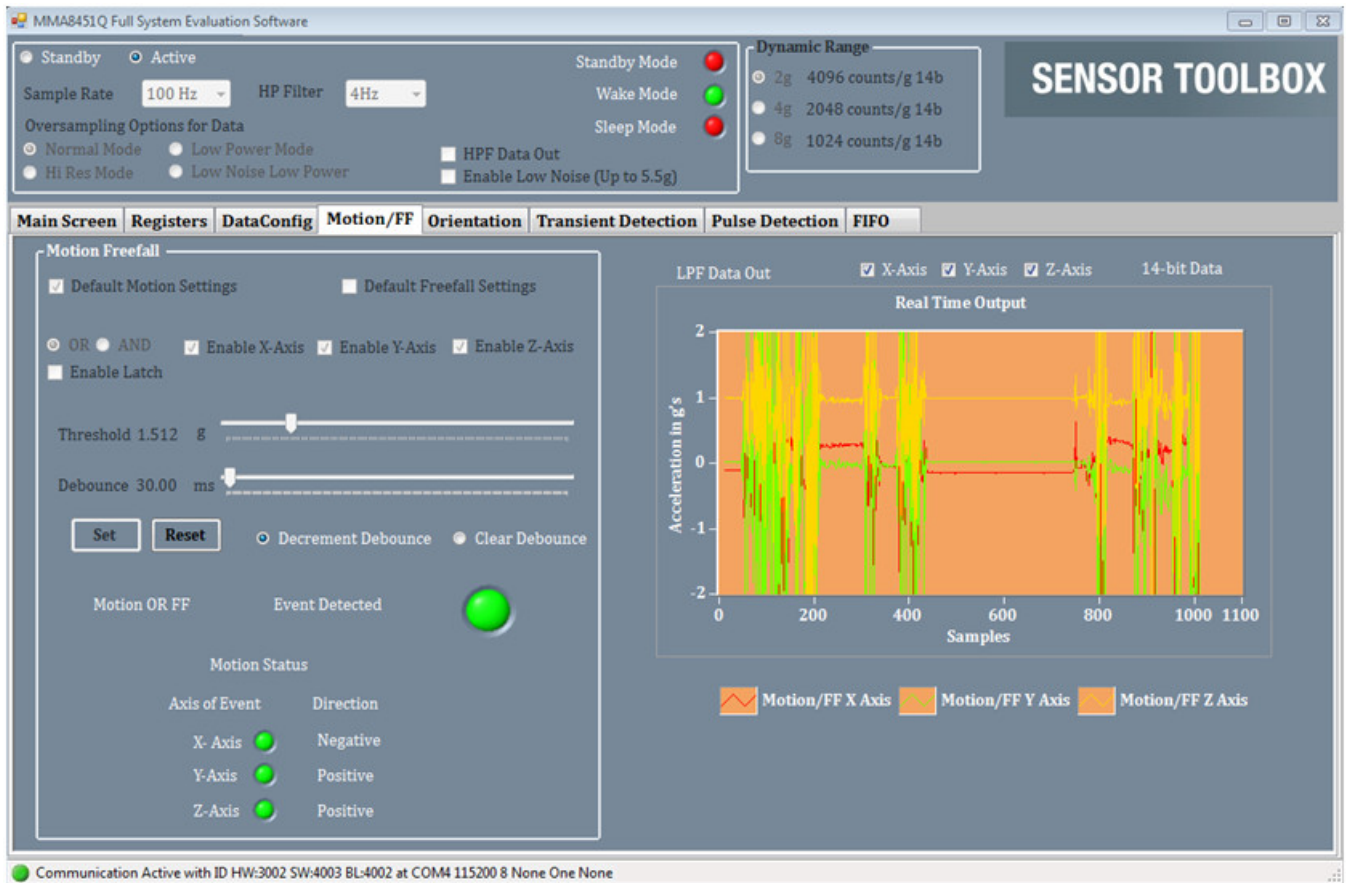 MMA8451Q Full System Evaluation Software
Standby Active
Sample Rate 100 Hz HP Filter 4Hz
Oversampling Options for Data
Normal Mode Low Power Mode
Hi Res Mode Low Noise Low Power
Standby Mode
Wake Mode
Sleep Mode
HPF Data Out
Enable Low Noise (Up to 5.5g)
Dynamic Range
2g 4096 counts/g 14b
4g 2048 counts/g 14b
8g 1024 counts/g 14b
SENSOR TOOLBOX
Main Screen Registers DataConfig Motion/FF Orientation Transient Detection Pulse Detection FIFO
Motion Freefall
Default Motion Settings Default Freefall Settings
OR AND Enable X-Axis Enable Y-Axis Enable Z-Axis
Enable Latch
Threshold 1.512 g
Debounce 30.00 ms
Set Reset Decrement Debounce Clear Debounce
Motion OR FF Event Detected
Motion Status
Axis of Event Direction
X- Axis Negative
Y-Axis Positive
Z-Axis Positive
LPF Data Out X-Axis Y-Axis Z-Axis 14-bit Data
Real Time Output
Acceleration in g's
2
1
0
-1
-2
0 200 400 600 800 1000 1100
Samples
Motion/FF X Axis Motion/FF Y Axis Motion/FF Z Axis
Communication Active with ID HW:3002 SW:4003 BL:4002 at COM4 115200 8 None One None